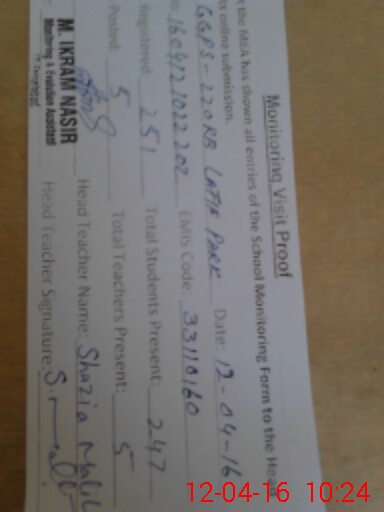 Monitoring Visit Proof
the MEA has shown all entries of the School Monitoring Form to the Head
its online submission.
GGPS-220RB LATIF PARK Date: 12-04-16
1604121022202 EMIS Code: 33110160
Registered: 251 Total Students Present: 247
Posted: 5 Total Teachers Present: 5
M. IKRAM NASIR Head Teacher Name: Shazia Malik
Monitoring & Evaluation Assistant Head Teacher Signature:
12-04-16 10:24